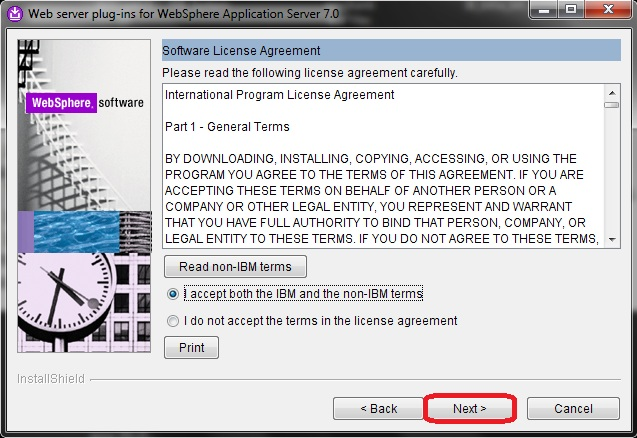 Web server plug-ins for WebSphere Application Server 7.0
WebSphere. software
Software License Agreement
Please read the following license agreement carefully.
International Program License Agreement
Part 1 - General Terms
BY DOWNLOADING, INSTALLING, COPYING, ACCESSING, OR USING THE
PROGRAM YOU AGREE TO THE TERMS OF THIS AGREEMENT. IF YOU ARE
ACCEPTING THESE TERMS ON BEHALF OF ANOTHER PERSON OR A
COMPANY OR OTHER LEGAL ENTITY, YOU REPRESENT AND WARRANT
THAT YOU HAVE FULL AUTHORITY TO BIND THAT PERSON, COMPANY, OR
LEGAL ENTITY TO THESE TERMS. IF YOU DO NOT AGREE TO THESE TERMS,
Read non-IBM terms
I accept both the IBM and the non-IBM terms
I do not accept the terms in the license agreement
Print
InstallShield
< Back
Next >
Cancel